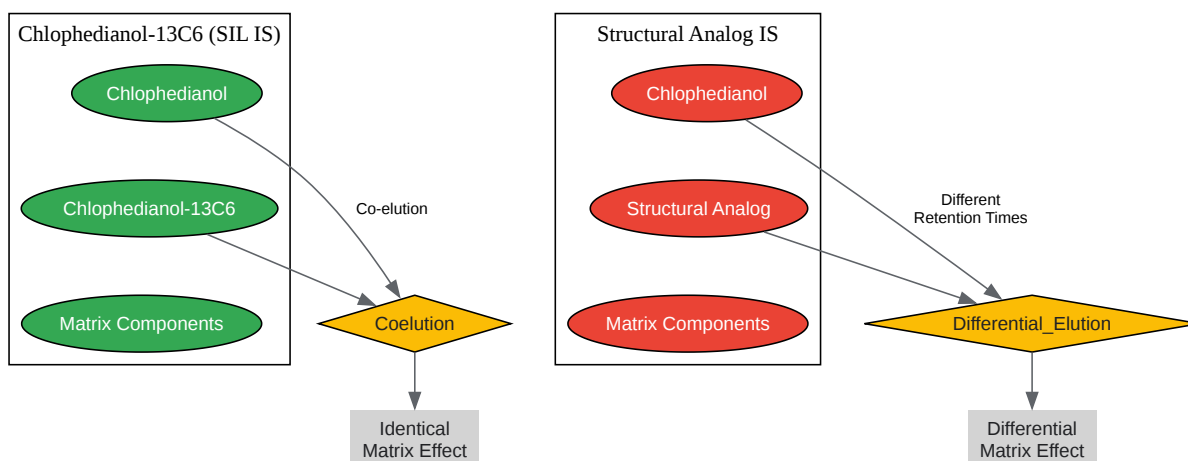 Chlophedianol-13C6 (SIL IS)
Chlophedianol
Chlophedianol-13C6
Matrix Components
Co-elution
Coelution
Identical
Matrix Effect
Structural Analog IS
Chlophedianol
Structural Analog
Matrix Components
Different
Retention Times
Differential_Elution
Differential
Matrix Effect